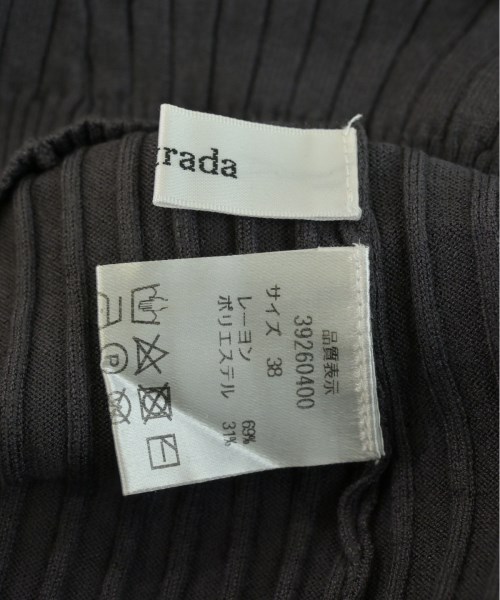 rada
品質表示
39260400
サイズ 38
レーヨン 69%
ポリエステル 31%